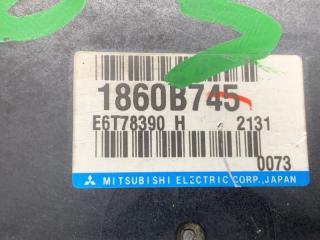 1860B745
E6T78390 H 2131
0073
MITSUBISHI ELECTRIC CORP., JAPAN